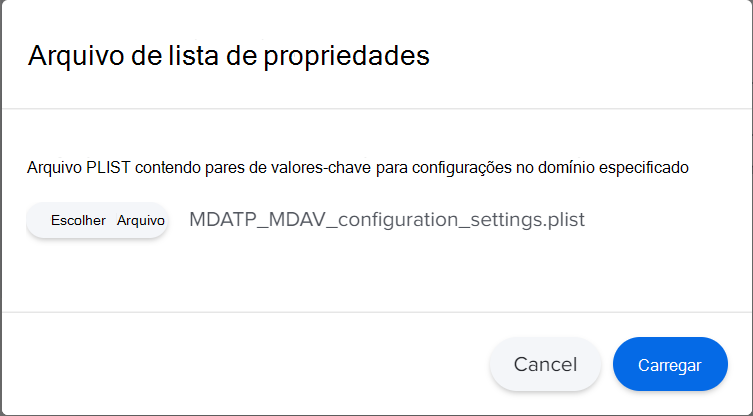 Arquivo de lista de propriedades
Arquivo PLIST contendo pares de valores-chave para configurações no domínio especificado
Escolher Arquivo MDATP_MDAV_configuration_settings.plist
Cancel Carregar